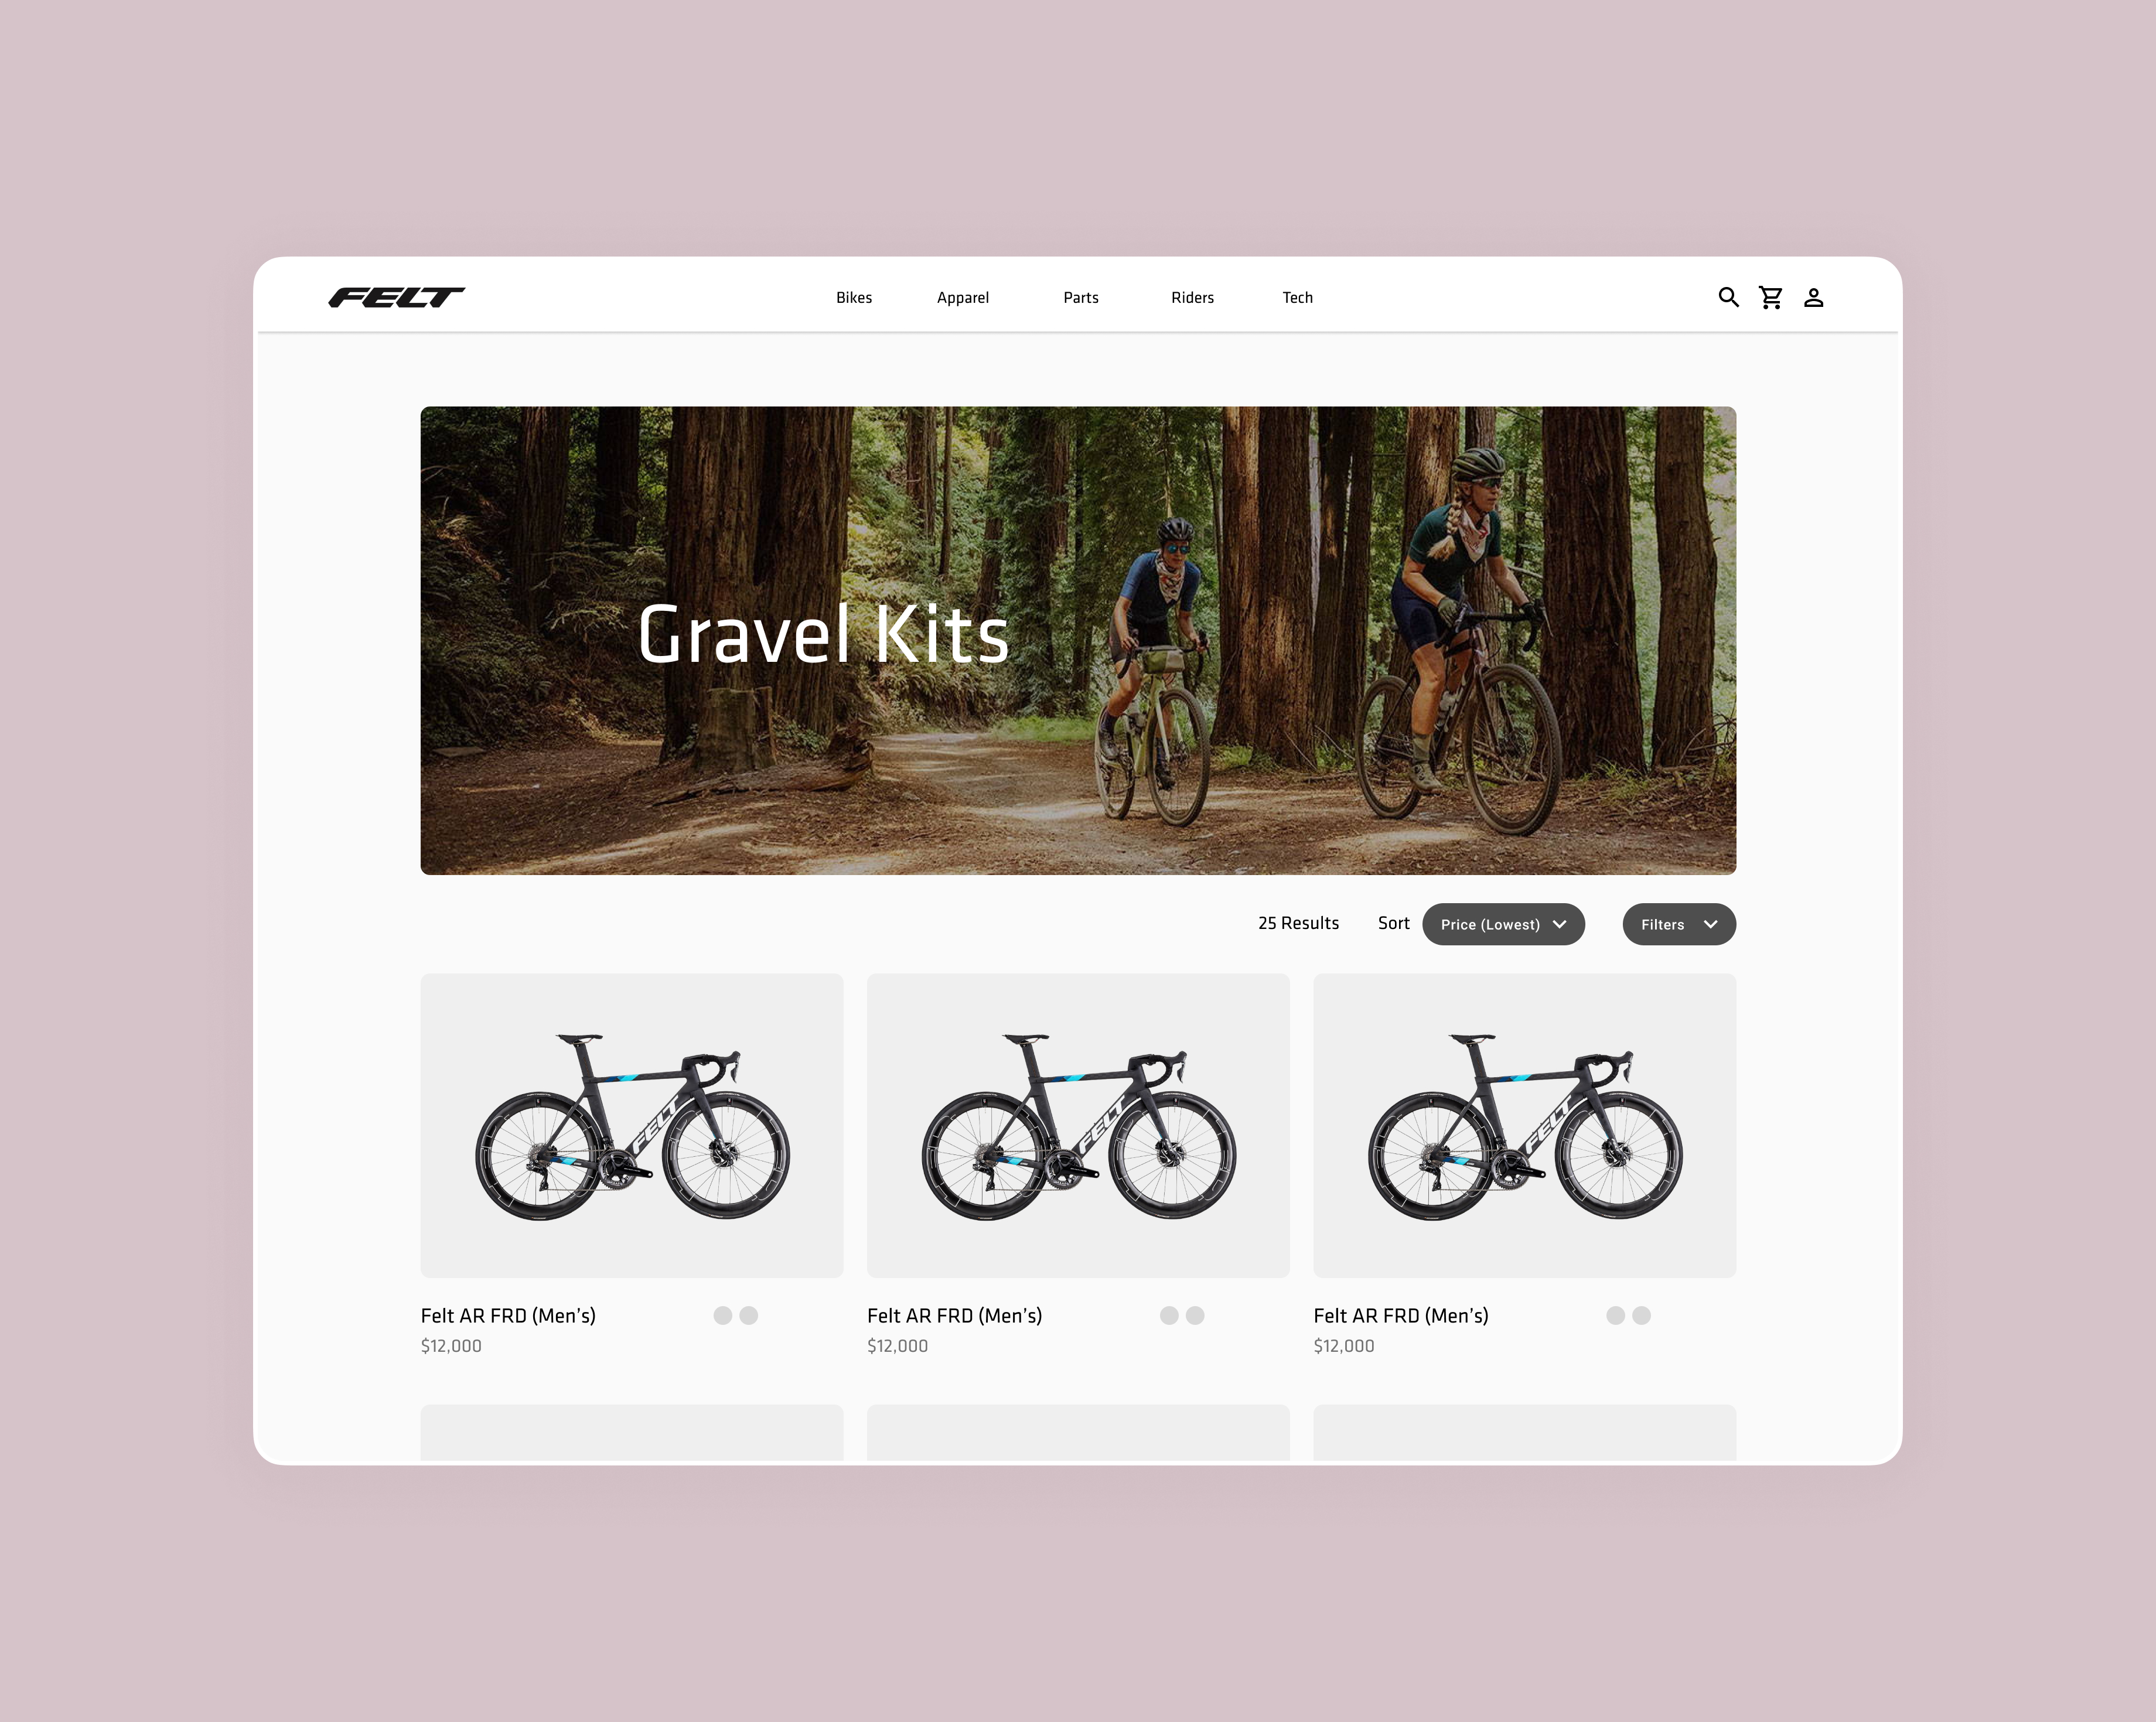 FELT
Bikes Apparel Parts Riders Tech
Gravel Kits
25 Results Sort Price (Lowest) Filters
FELT FELT FELT
Felt AR FRD (Men’s) Felt AR FRD (Men’s) Felt AR FRD (Men’s)
$12,000 $12,000 $12,000